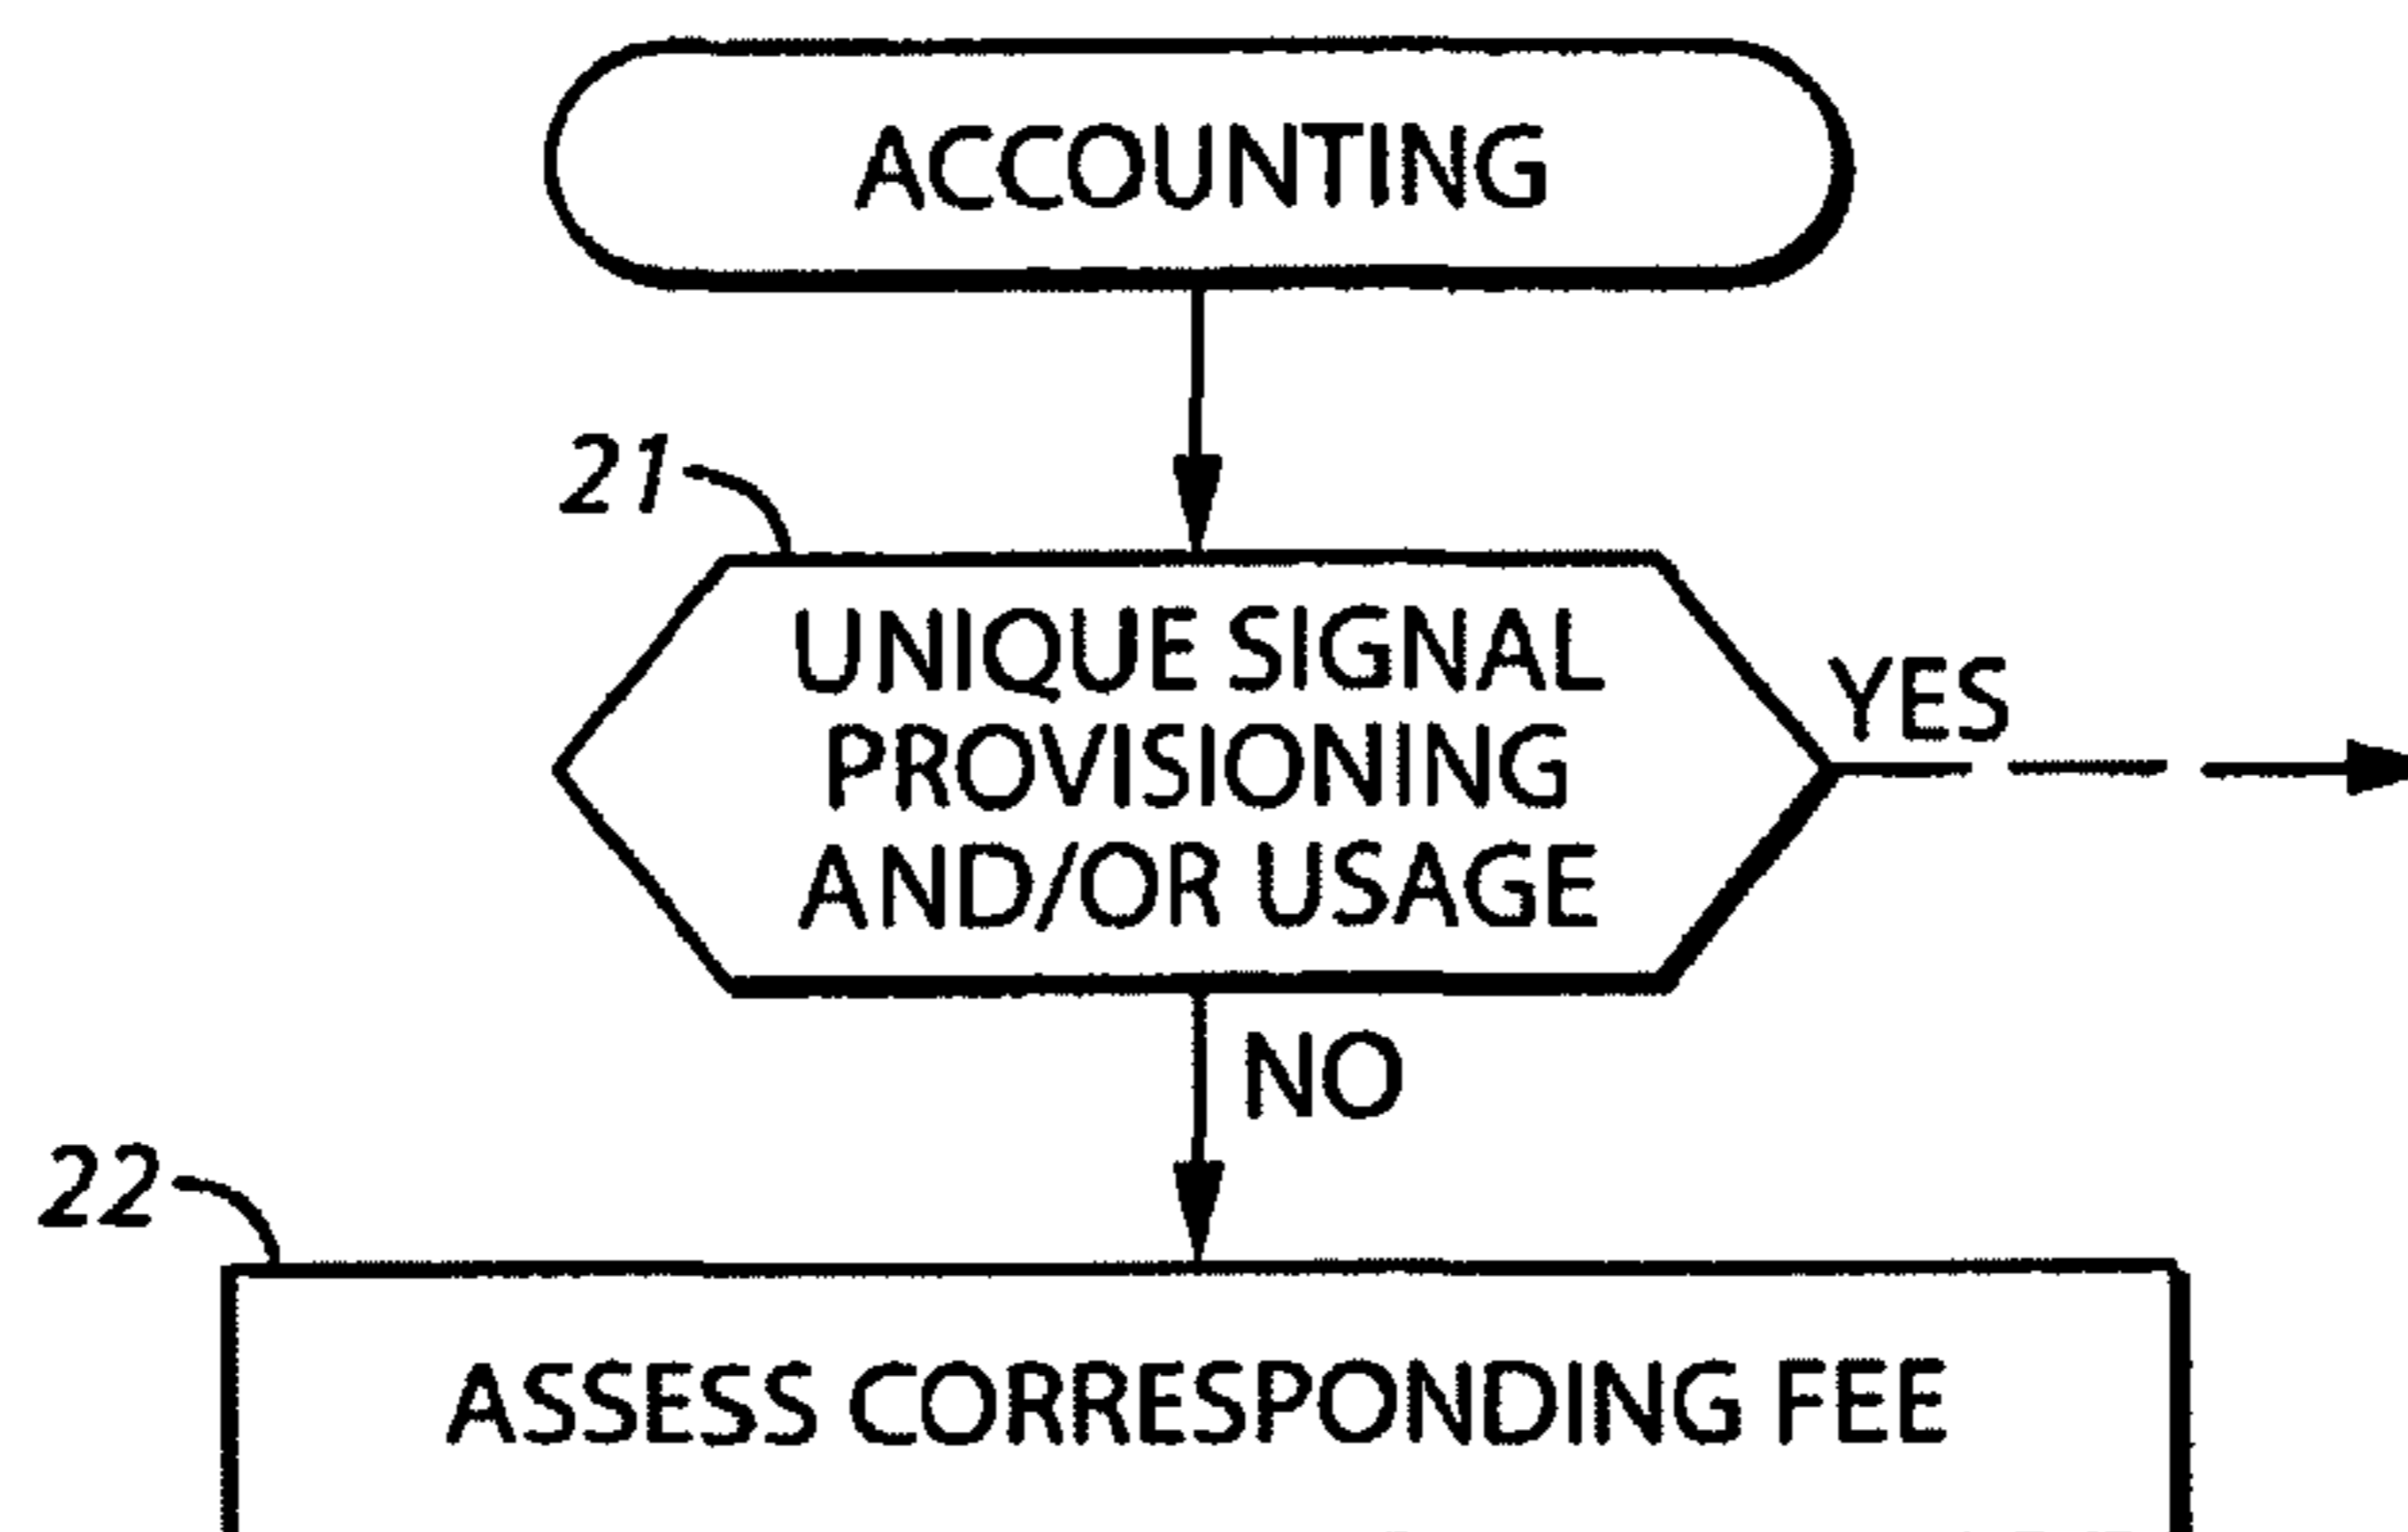 ACCOUNTING
21
UNIQUE SIGNAL
PROVISIONING
AND/OR USAGE
YES
NO
22
ASSESS CORRESPONDING FEE